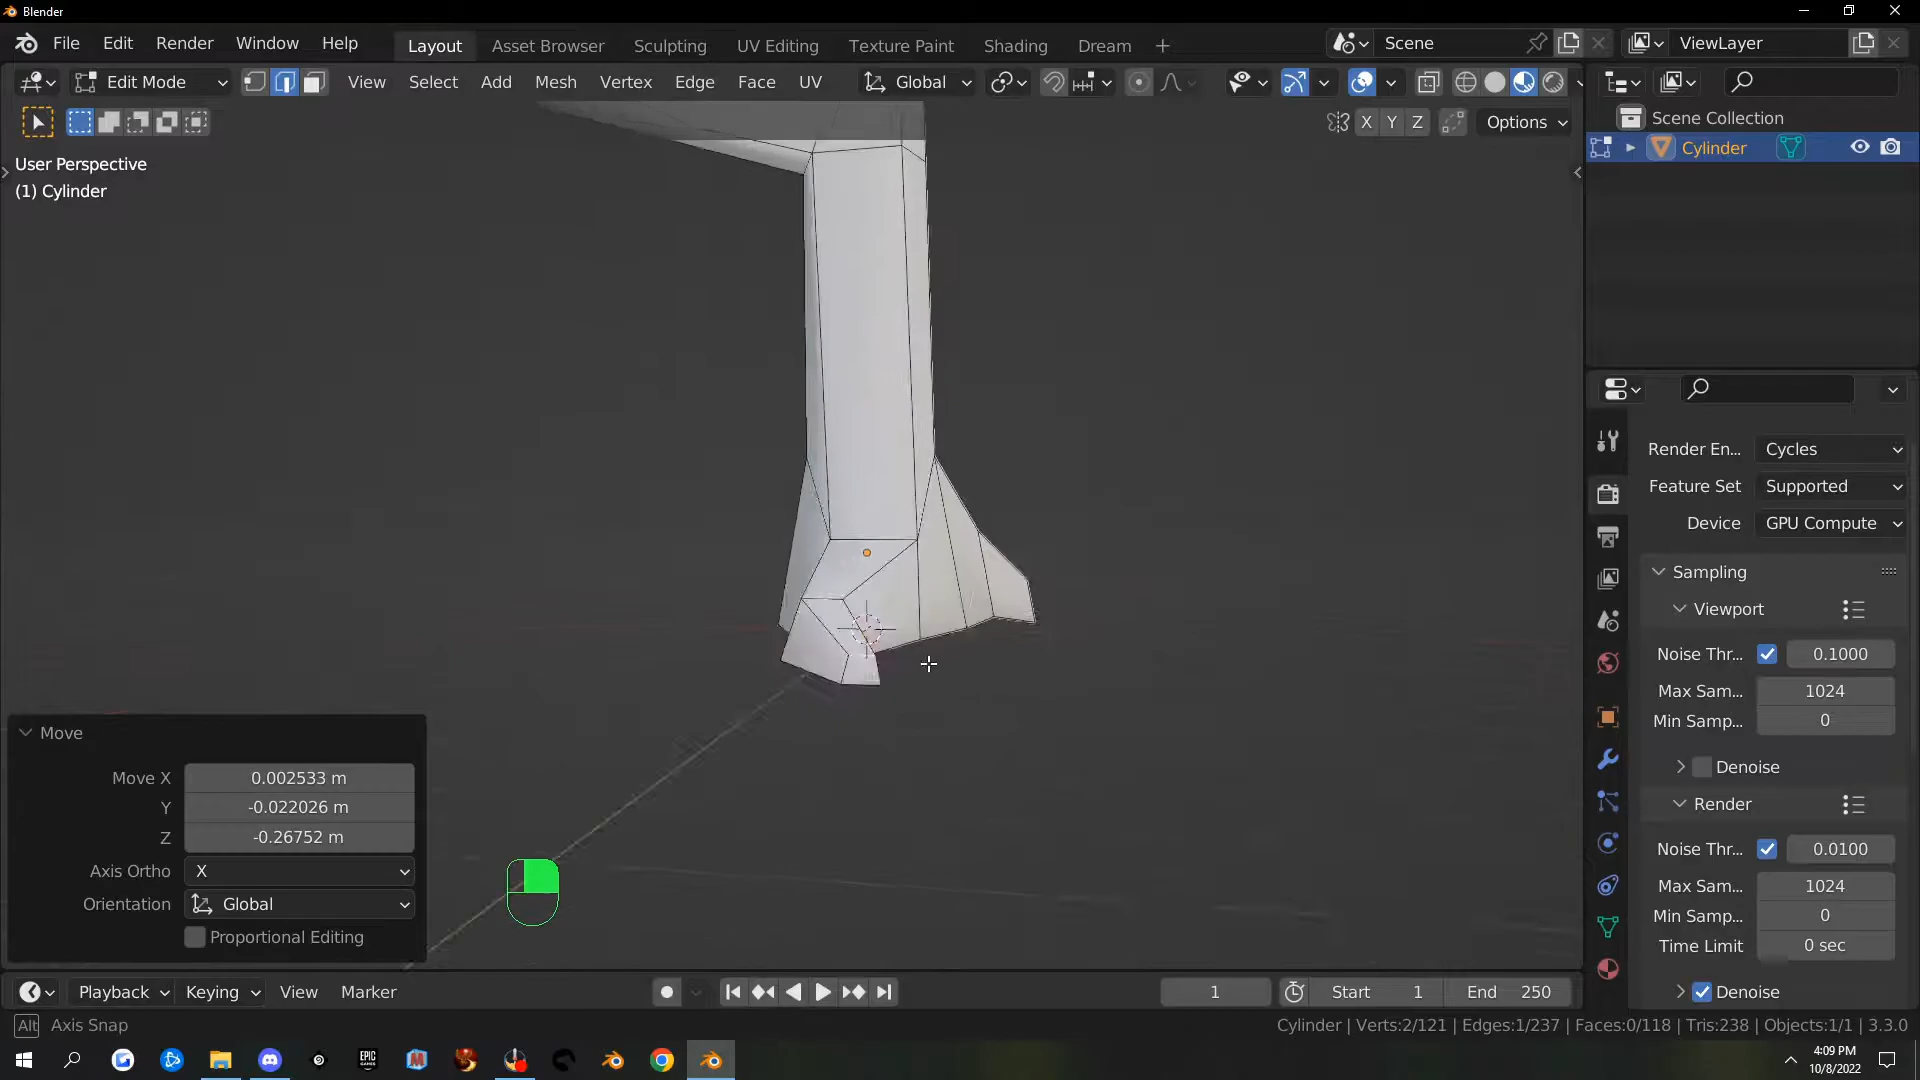 Blender
File Edit Render Window Help Layout Asset Browser Sculpting UV Editing Texture Paint Shading Dream + Scene ViewLayer
Edit Mode View Select Add Mesh Vertex Edge Face UV Global
X Y Z Options
User Perspective
(1) Cylinder
Scene Collection
Cylinder
Render En... Cycles
Feature Set Supported
Device GPU Compute
Sampling
Viewport
Noise Thr... 0.1000
Max Sam... 1024
Min Samp... 0
Denoise
Render
Noise Thr... 0.0100
Max Sam... 1024
Min Samp... 0
Time Limit 0 sec
Denoise
Move
Move X 0.002533 m
Y -0.022026 m
Z -0.26752 m
Axis Ortho X
Orientation Global
Proportional Editing
Playback Keying View Marker 1 Start 1 End 250
Alt Axis Snap
Cylinder | Verts:2/121 | Edges:1/237 | Faces:0/118 | Tris:238 | Objects:1/1 | 3.3.0
EPIC GAMES
4:09 PM
10/8/2022